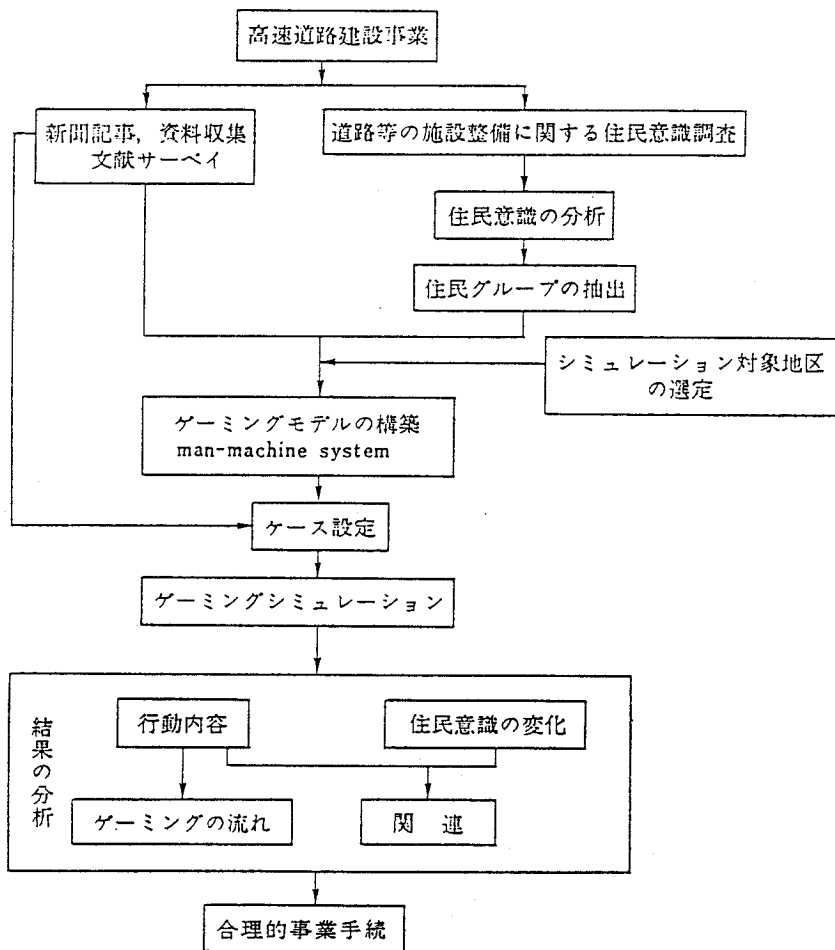 高速道路建設事業
新聞記事，資料収集
文献サーベイ
道路等の施設整備に関する住民意識調査
住民意識の分析
住民グループの抽出
シミュレーション対象地区
の選定
ゲーミングモデルの構築
man-machine system
ケース設定
ゲーミングシミュレーション
結果の分析
行動内容
住民意識の変化
ゲーミングの流れ
関　連
合理的事業手続